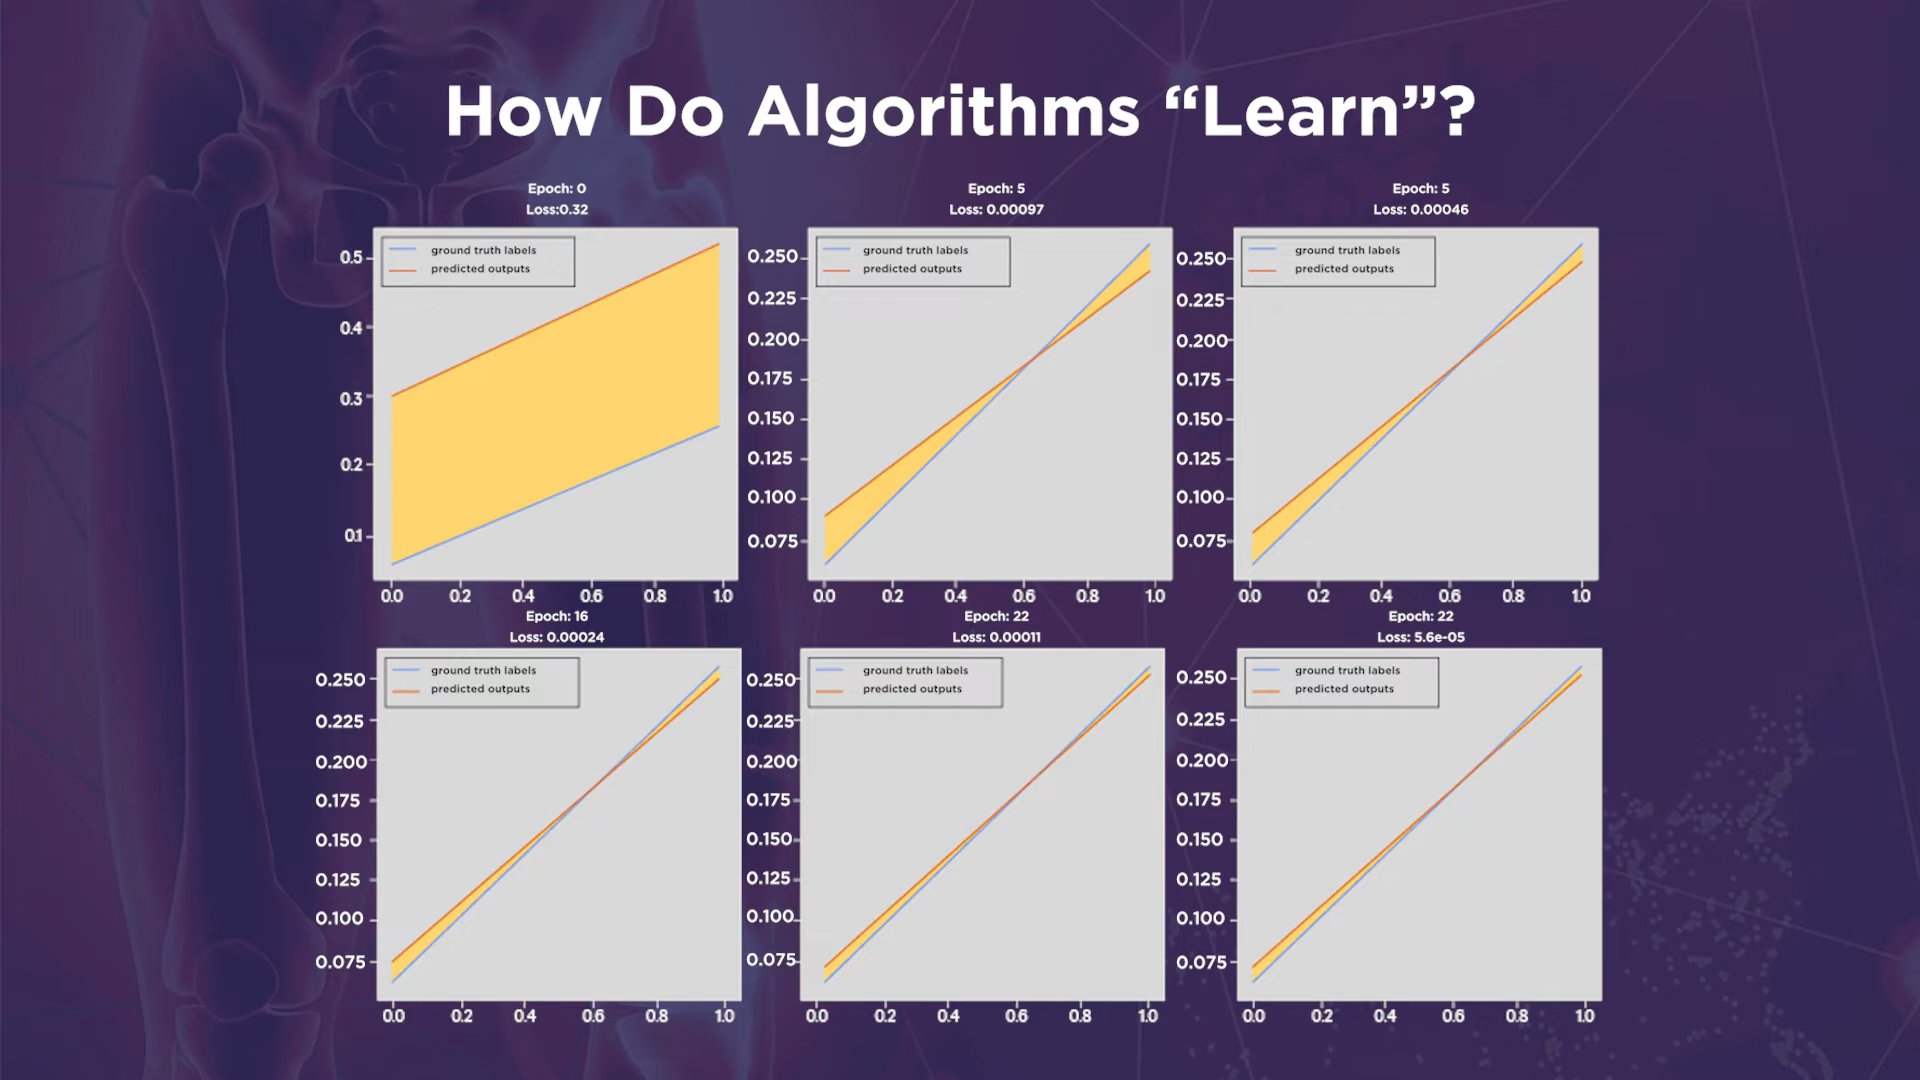 How Do Algorithms “Learn”?
Epoch: 0
Loss:0.32
ground truth labels
predicted outputs
0.5
0.4
0.3
0.2
0.1
0.0 0.2 0.4 0.6 0.8 1.0
Epoch: 5
Loss: 0.00097
ground truth labels
predicted outputs
0.250
0.225
0.200
0.175
0.150
0.125
0.100
0.075
0.0 0.2 0.4 0.6 0.8 1.0
Epoch: 5
Loss: 0.00046
ground truth labels
predicted outputs
0.250
0.225
0.200
0.175
0.150
0.125
0.100
0.075
0.0 0.2 0.4 0.6 0.8 1.0
Epoch: 16
Loss: 0.00024
ground truth labels
predicted outputs
0.250
0.225
0.200
0.175
0.150
0.125
0.100
0.075
0.0 0.2 0.4 0.6 0.8 1.0
Epoch: 22
Loss: 0.00011
ground truth labels
predicted outputs
0.250
0.225
0.200
0.175
0.150
0.125
0.100
0.075
0.0 0.2 0.4 0.6 0.8 1.0
Epoch: 22
Loss: 5.6e-05
ground truth labels
predicted outputs
0.250
0.225
0.200
0.175
0.150
0.125
0.100
0.075
0.0 0.2 0.4 0.6 0.8 1.0